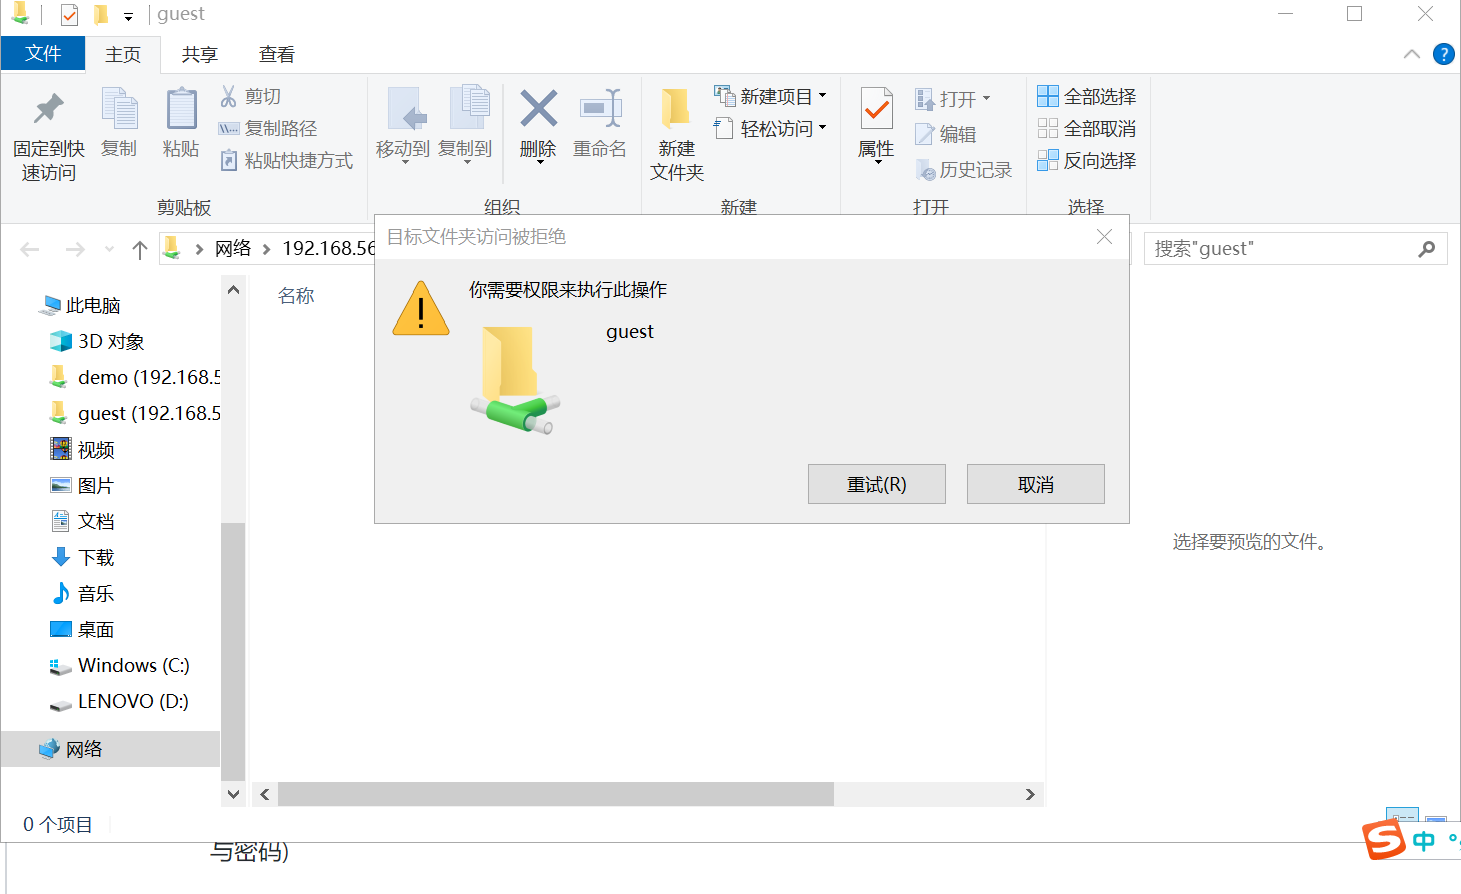 guest
文件 主页 共享 查看
固定到快
速访问
复制
粘贴
剪切
复制路径
粘贴快捷方式
剪贴板
移动到
复制到
删除
重命名
组织
新建
文件夹
新建项目
轻松访问
新建
属性
打开
编辑
历史记录
打开
全部选择
全部取消
反向选择
选择
网络 192.168.56
搜索"guest"
此电脑
3D 对象
demo (192.168.5
guest (192.168.5
视频
图片
文档
下载
音乐
桌面
Windows (C:)
LENOVO (D:)
网络
名称
目标文件夹访问被拒绝
你需要权限来执行此操作
guest
重试(R)
取消
选择要预览的文件。
0 个项目
中
与密码)